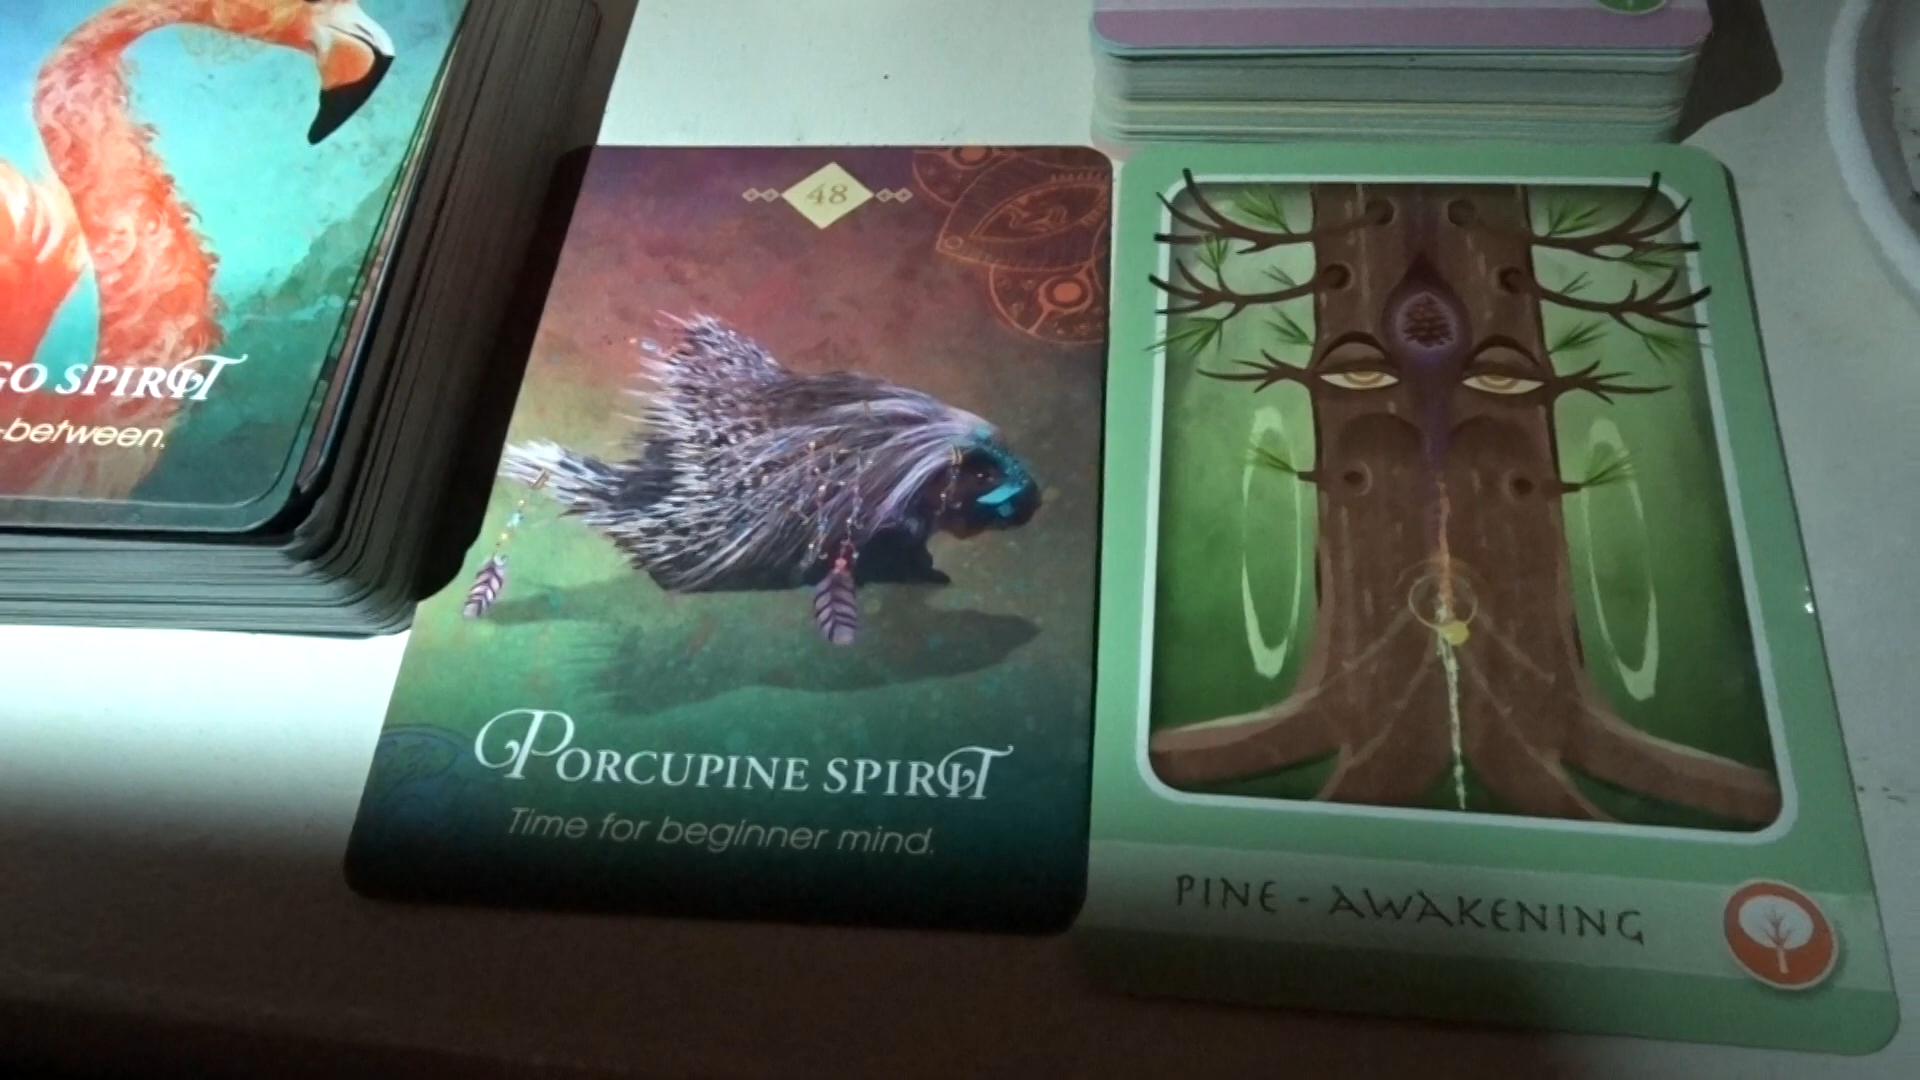 GO SPIRIT
-between.
48
PORCUPINE SPIRIT
Time for beginner mind.
PINE - AWAKENING